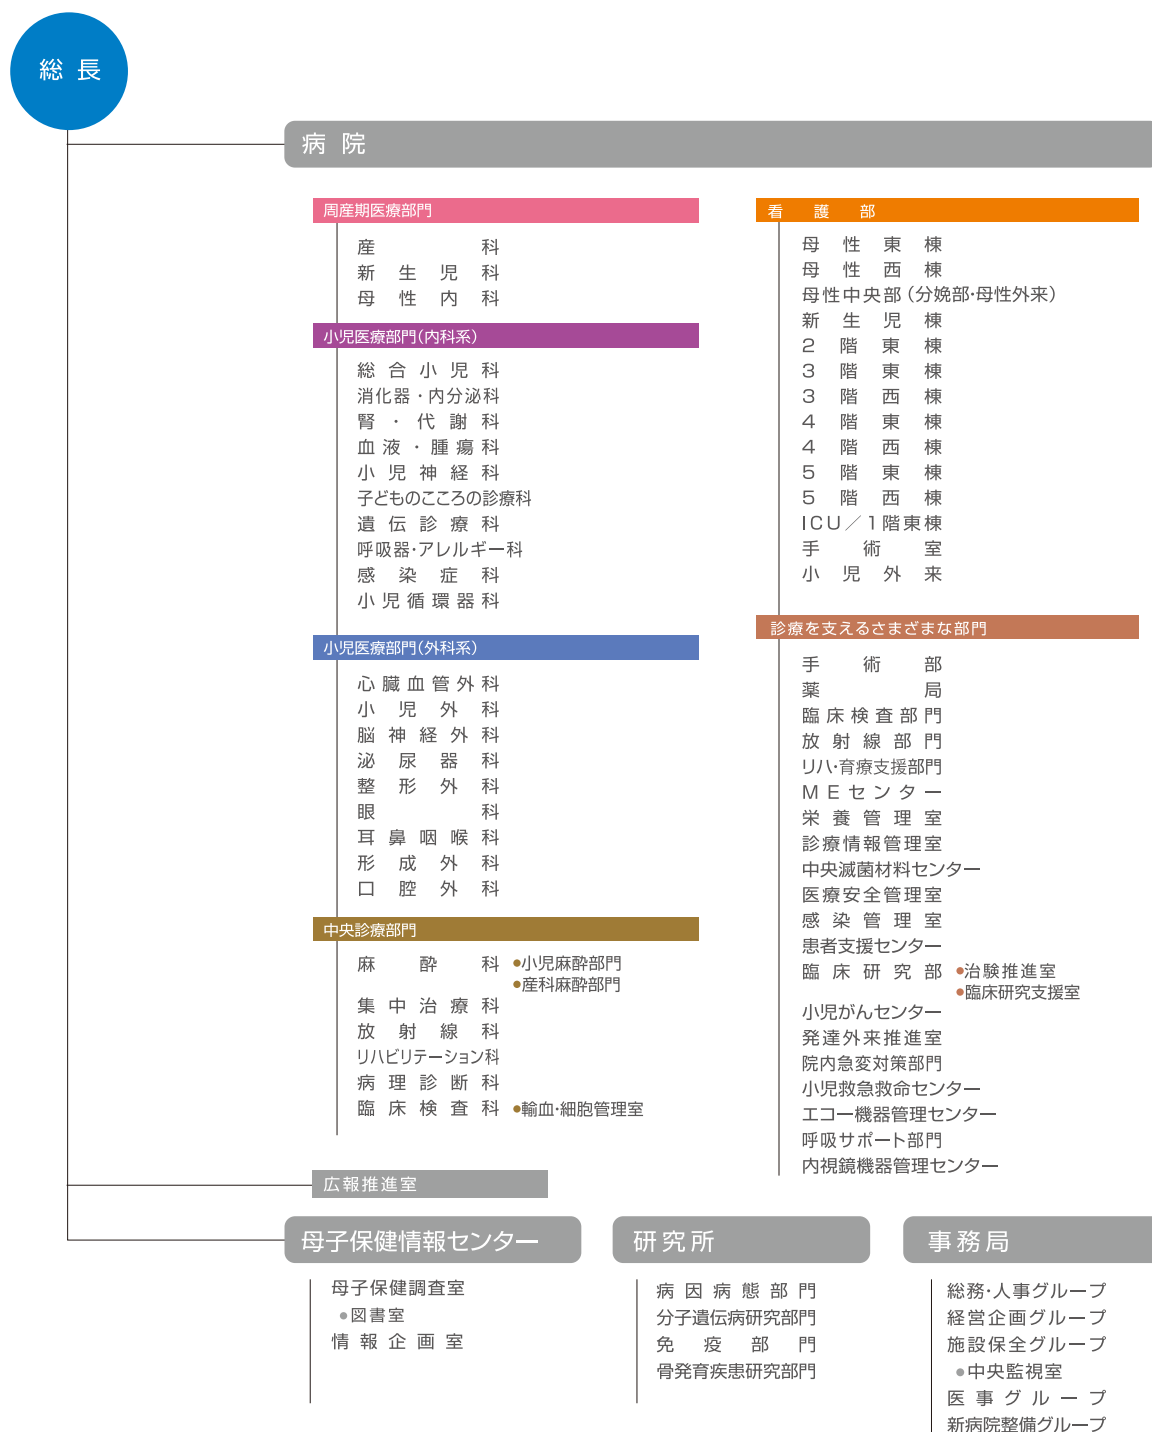 総長
病院
周産期医療部門
産科
新生児科
母性内科
小児医療部門(内科系)
総合小児科
消化器・内分泌科
腎・代謝科
血液・腫瘍科
小児神経科
子どものこころの診療科
遺伝診療科
呼吸器・アレルギー科
感染症科
小児循環器科
小児医療部門(外科系)
心臓血管外科
小児外科
脳神経外科
泌尿器科
整形外科
眼科
耳鼻咽喉科
形成外科
口腔外科
中央診療部門
麻酔科 ●小児麻酔部門
●産科麻酔部門
集中治療科
放射線科
リハビリテーション科
病理診断科
臨床検査科 ●輸血・細胞管理室
看護部
母性東棟
母性西棟
母性中央部(分娩部・母性外来)
新生児棟
2階東棟
3階東棟
3階西棟
4階東棟
4階西棟
5階東棟
5階西棟
ICU/1階東棟
手術室
小児外来
診療を支えるさまざまな部門
手術部
薬局
臨床検査部門
放射線部門
リハ・育療支援部門
MEセンター
栄養管理室
診療情報管理室
中央滅菌材料センター
医療安全管理室
感染管理室
患者支援センター
臨床研究部 ●治験推進室
●臨床研究支援室
小児がんセンター
発達外来推進室
院内急変対策部門
小児救急救命センター
エコー機器管理センター
呼吸サポート部門
内視鏡機器管理センター
広報推進室
母子保健情報センター
母子保健調査室
●図書室
情報企画室
研究所
病因病態部門
分子遺伝病研究部門
免疫部門
骨発育疾患研究部門
事務局
総務・人事グループ
経営企画グループ
施設保全グループ
●中央監視室
医事グループ
新病院整備グループ